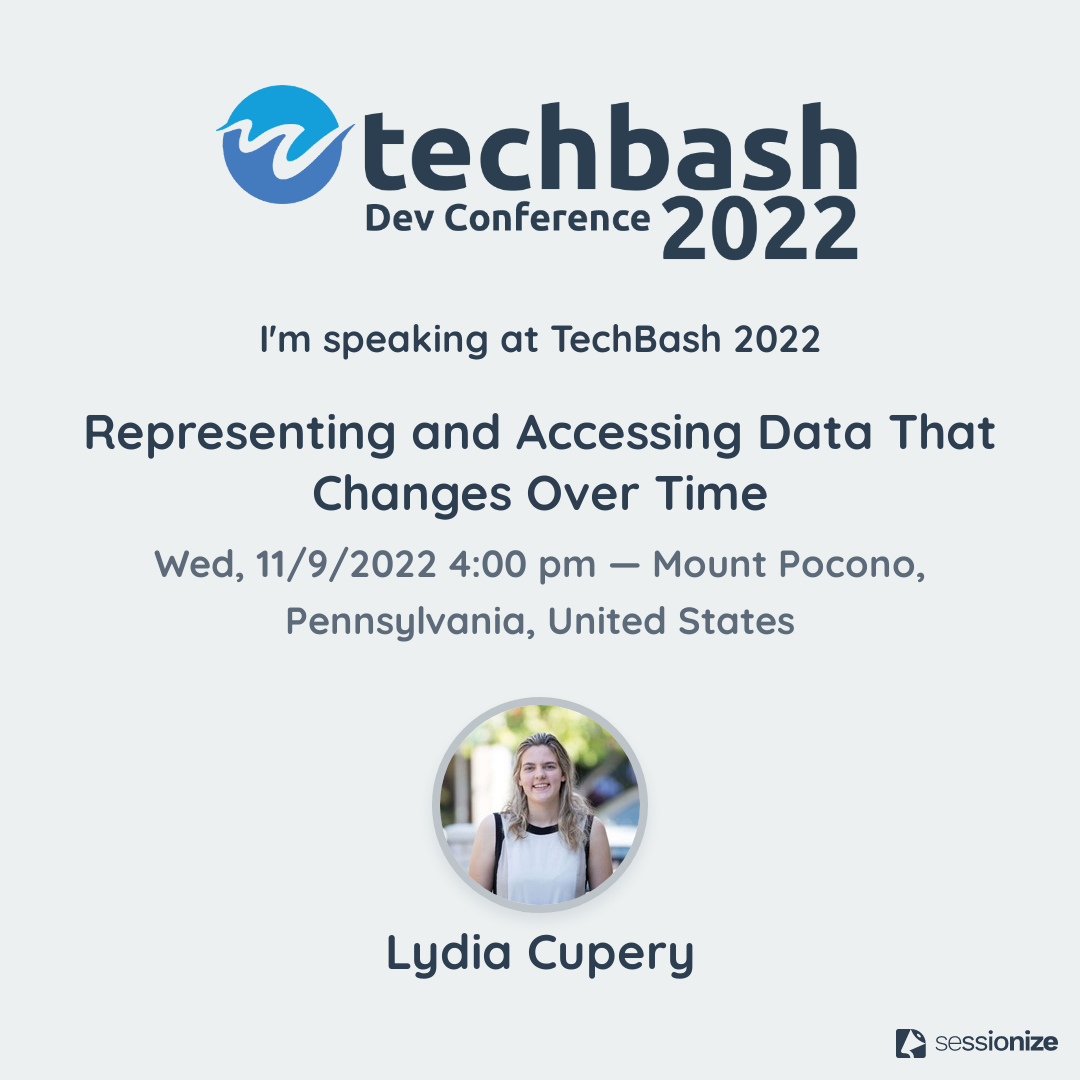 techbash
Dev Conference 2022
I'm speaking at TechBash 2022
Representing and Accessing Data That
Changes Over Time
Wed, 11/9/2022 4:00 pm — Mount Pocono,
Pennsylvania, United States
Lydia Cupery
sessionize